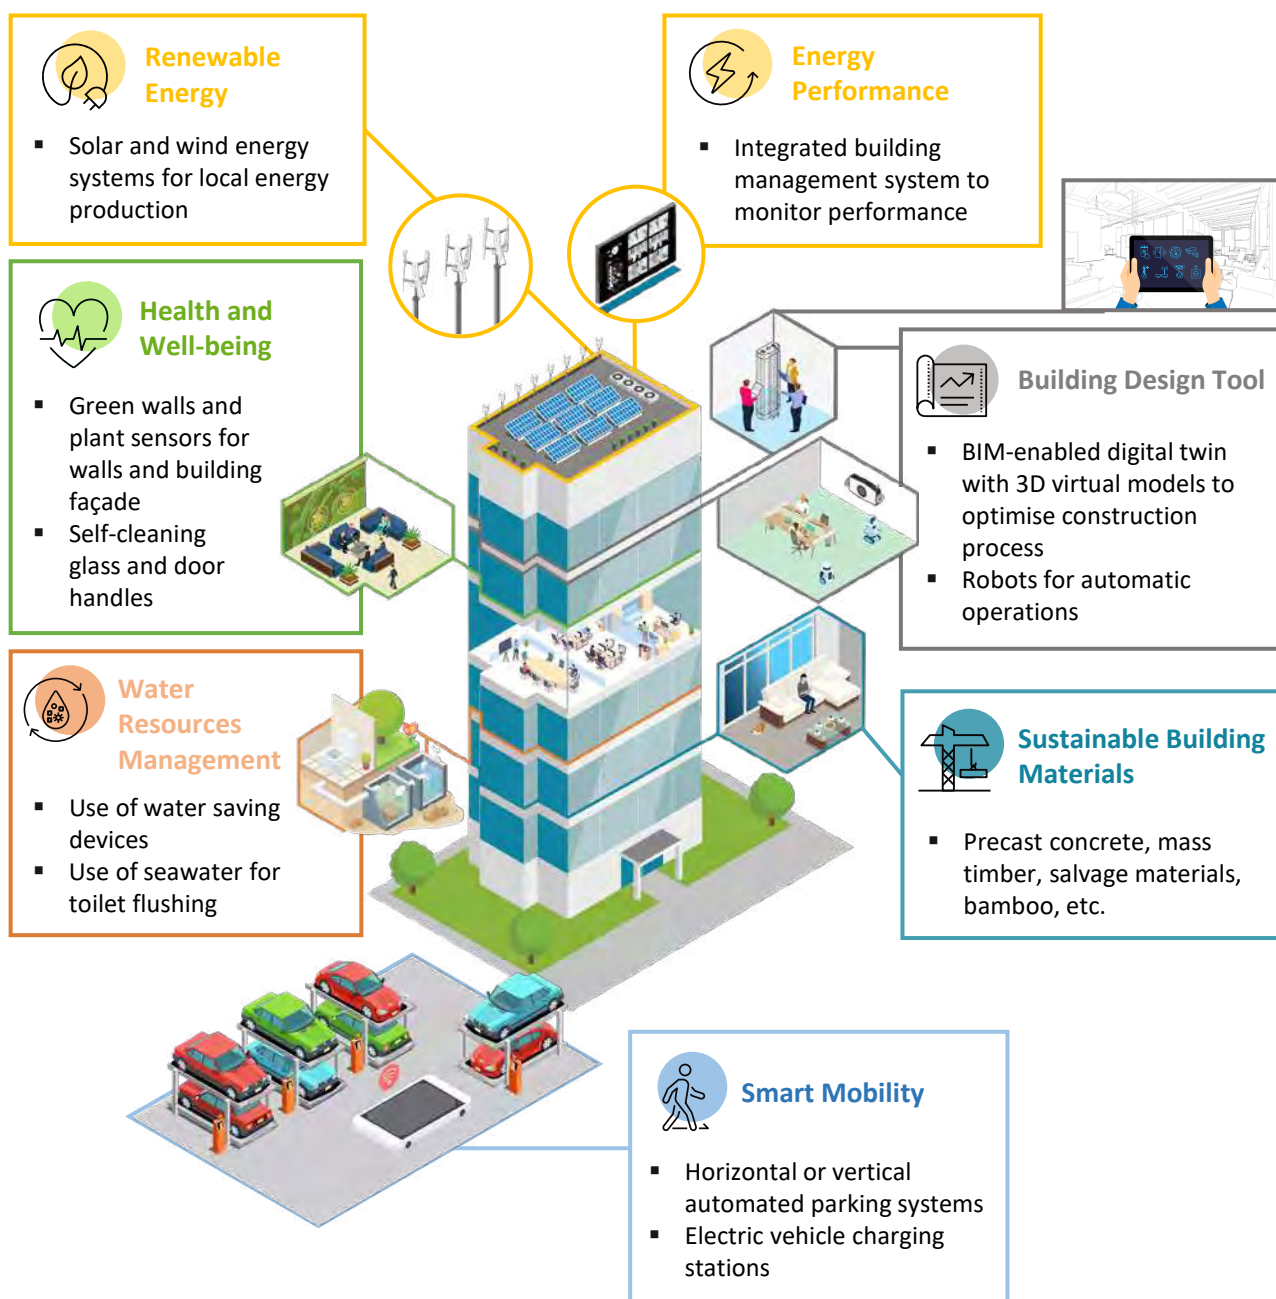 Renewable
Energy
▪ Solar and wind energy
systems for local energy
production
Energy
Performance
▪ Integrated building
management system to
monitor performance
Health and
Well-being
▪ Green walls and
plant sensors for
walls and building
façade
▪ Self-cleaning
glass and door
handles
Building Design Tool
▪ BIM-enabled digital twin
with 3D virtual models to
optimise construction
process
▪ Robots for automatic
operations
Water
Resources
Management
▪ Use of water saving
devices
▪ Use of seawater for
toilet flushing
Sustainable Building
Materials
▪ Precast concrete, mass
timber, salvage materials,
bamboo, etc.
Smart Mobility
▪ Horizontal or vertical
automated parking systems
▪ Electric vehicle charging
stations